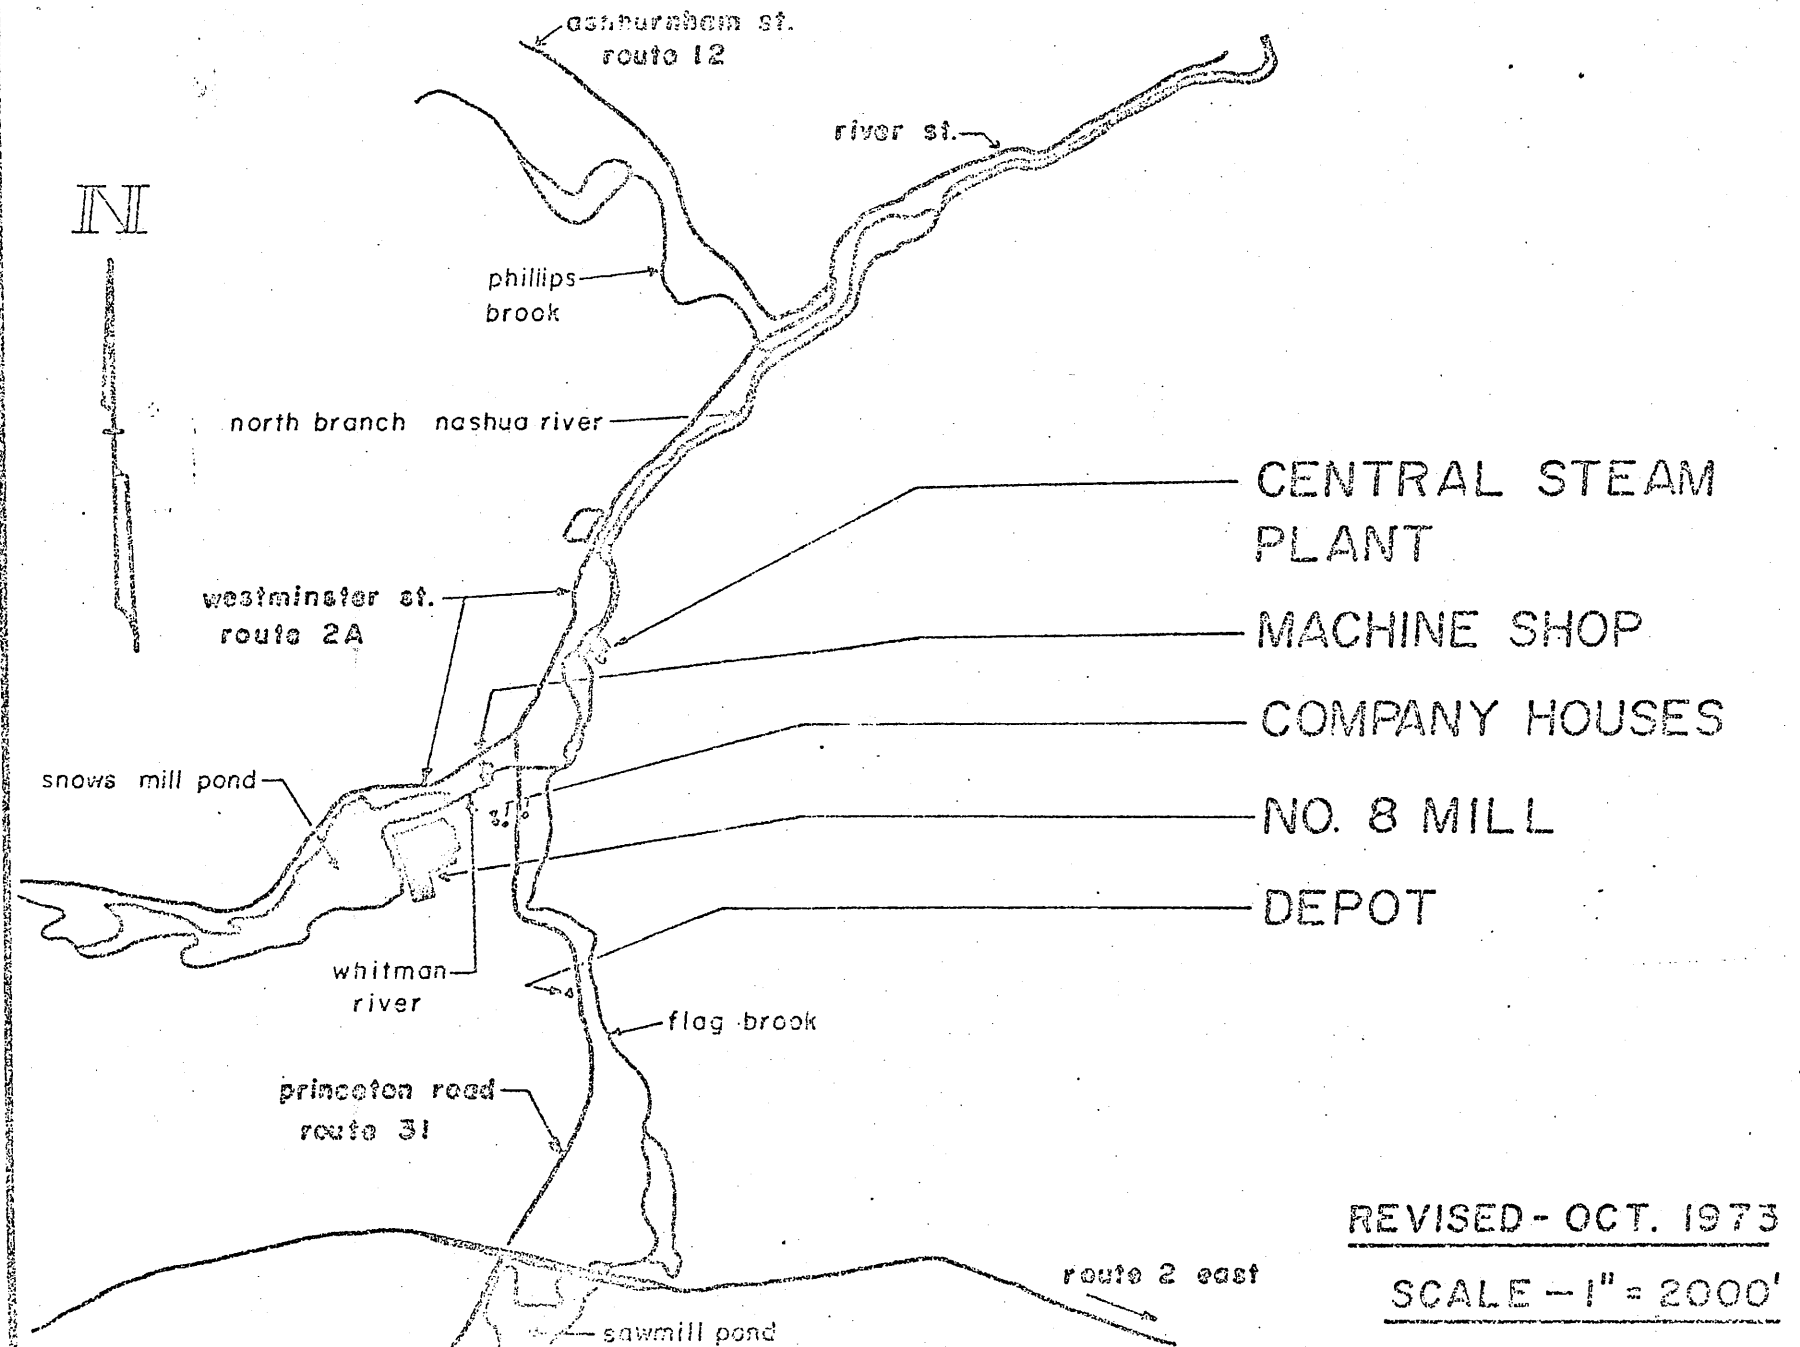 ashburnham st.
route 12
river st.
N
phillips
brook
north branch nashua river
CENTRAL STEAM
PLANT
westminster st.
route 2A
MACHINE SHOP
COMPANY HOUSES
snows mill pond
NO. 8 MILL
DEPOT
whitman
river
flag brook
princeton road
route 31
REVISED - OCT. 1973
route 2 east
SCALE - 1" = 2000'
sawmill pond